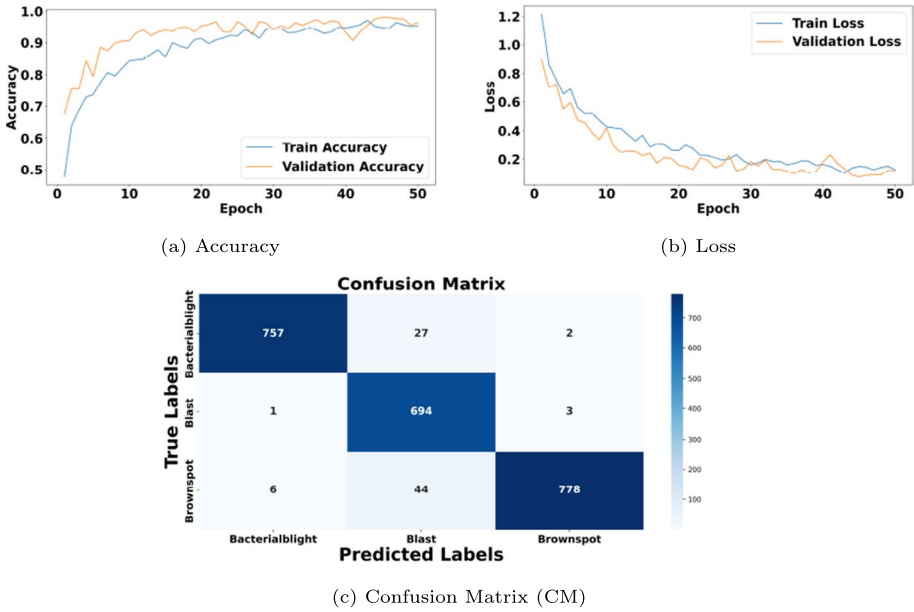 1.0
0.9
0.8
0.7
0.6
0.5
Accuracy
Train Accuracy
Validation Accuracy
0 10 20 30 40 50
Epoch
(a) Accuracy
1.2
1.0
0.8
0.6
0.4
0.2
Loss
Train Loss
Validation Loss
0 10 20 30 40 50
Epoch
(b) Loss
Confusion Matrix
True Labels
Bacterialblight
757 27 2
Blast
1 694 3
Brownspot
6 44 778
Bacterialblight Blast Brownspot
Predicted Labels
700
600
500
400
300
200
100
(c) Confusion Matrix (CM)